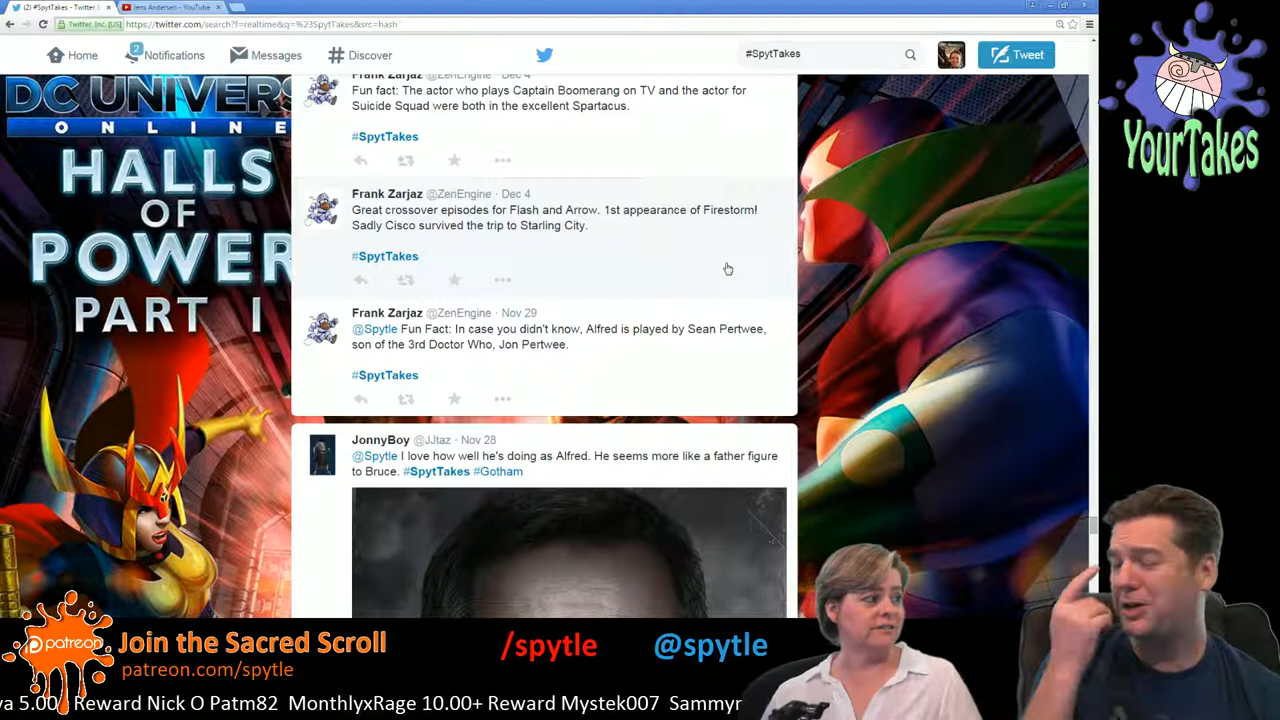 (2) #SpytTakes - Twitter S
Jens Andersen - YouTube
Twitter, Inc. [US]
https://twitter.com/search?f=realtime&q=%23SpytTakes&src=hash
Home
2
Notifications
Messages
Discover
#SpytTakes
Tweet
DC UNIVERS
ONLINE
HALLS
OF
POWER
PART I
Frank Zarjaz @ZenEngine · Dec 4
Fun fact: The actor who plays Captain Boomerang on TV and the actor for
Suicide Squad were both in the excellent Spartacus.
#SpytTakes
Frank Zarjaz @ZenEngine · Dec 4
Great crossover episodes for Flash and Arrow. 1st appearance of Firestorm!
Sadly Cisco survived the trip to Starling City.
#SpytTakes
Frank Zarjaz @ZenEngine · Nov 29
@Spytle Fun Fact: In case you didn't know, Alfred is played by Sean Pertwee,
son of the 3rd Doctor Who, Jon Pertwee.
#SpytTakes
JonnyBoy @JJtaz · Nov 28
@Spytle I love how well he's doing as Alfred. He seems more like a father figure
to Bruce. #SpytTakes #Gotham
YourTakes
patreon
Join the Sacred Scroll
patreon.com/spytle
/spytle
@spytle
va 5.00+ Reward Nick O Patm82 MonthlyxRage 10.00+ Reward Mystek007 Sammyr